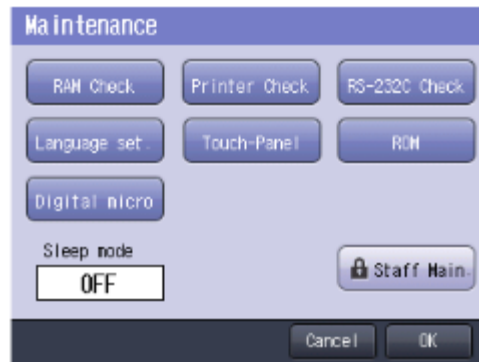 Maintenance
RAM Check
Printer Check
RS-232C Check
Language set.
Touch-Panel
ROM
Digital micro
Sleep mode
OFF
Staff Main.
Cancel
OK